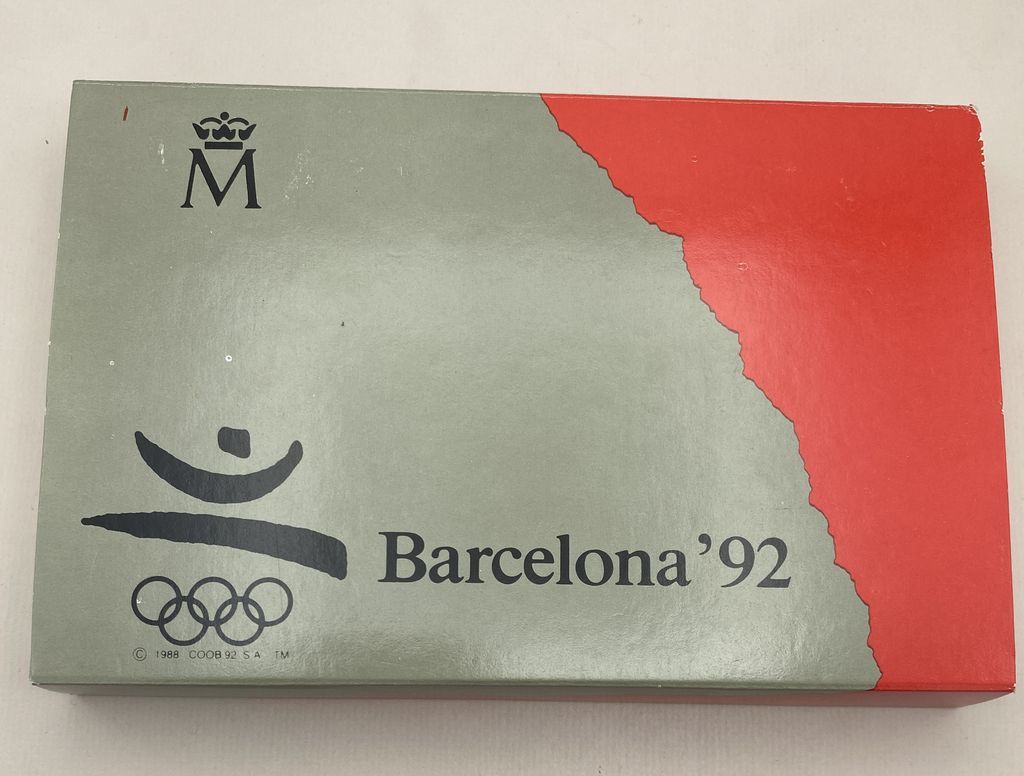 M
Barcelona '92
© 1988 COOB 92 S A TM